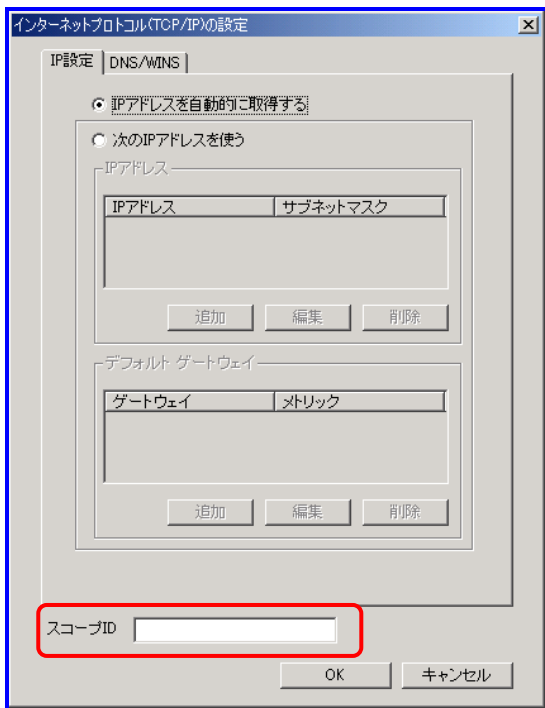 インターネットプロトコル(TCP/IP)の設定
IP設定 DNS/WINS
IPアドレスを自動的に取得する
次のIPアドレスを使う
IPアドレス
IPアドレス サブネットマスク
追加 編集 削除
デフォルト ゲートウェイ
ゲートウェイ メトリック
追加 編集 削除
スコープID
OK キャンセル